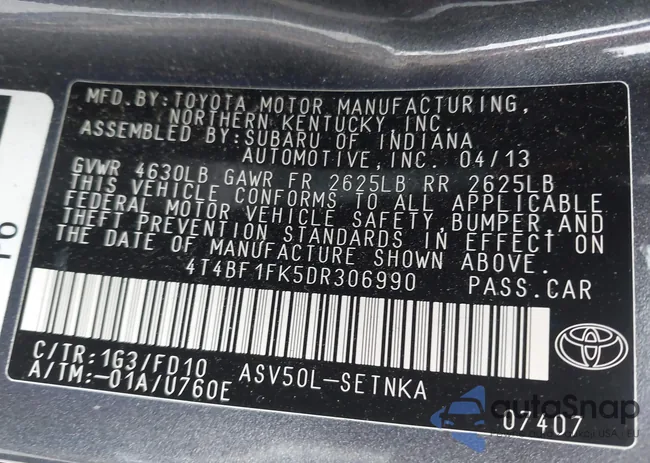 MFD.BY:TOYOTA MOTOR MANUFACTURING,
NORTHERN KENTUCKY, INC.
ASSEMBLED BY:SUBARU OF INDIANA
AUTOMOTIVE, INC. 04/13
GVWR 4630LB GAWR FR 2625LB RR 2625LB
THIS VEHICLE CONFORMS TO ALL APPLICABLE
FEDERAL MOTOR VEHICLE SAFETY,BUMPER,AND
THEFT PREVENTION STANDARDS IN EFFECT ON
THE DATE OF MANUFACTURE SHOWN ABOVE.
4T4BF1FK5DR306990 PASS.CAR
C/TR:1G3/FD10
A/TM:-01A/U760E
ASV50L-SETNKA
07407
autoSnap